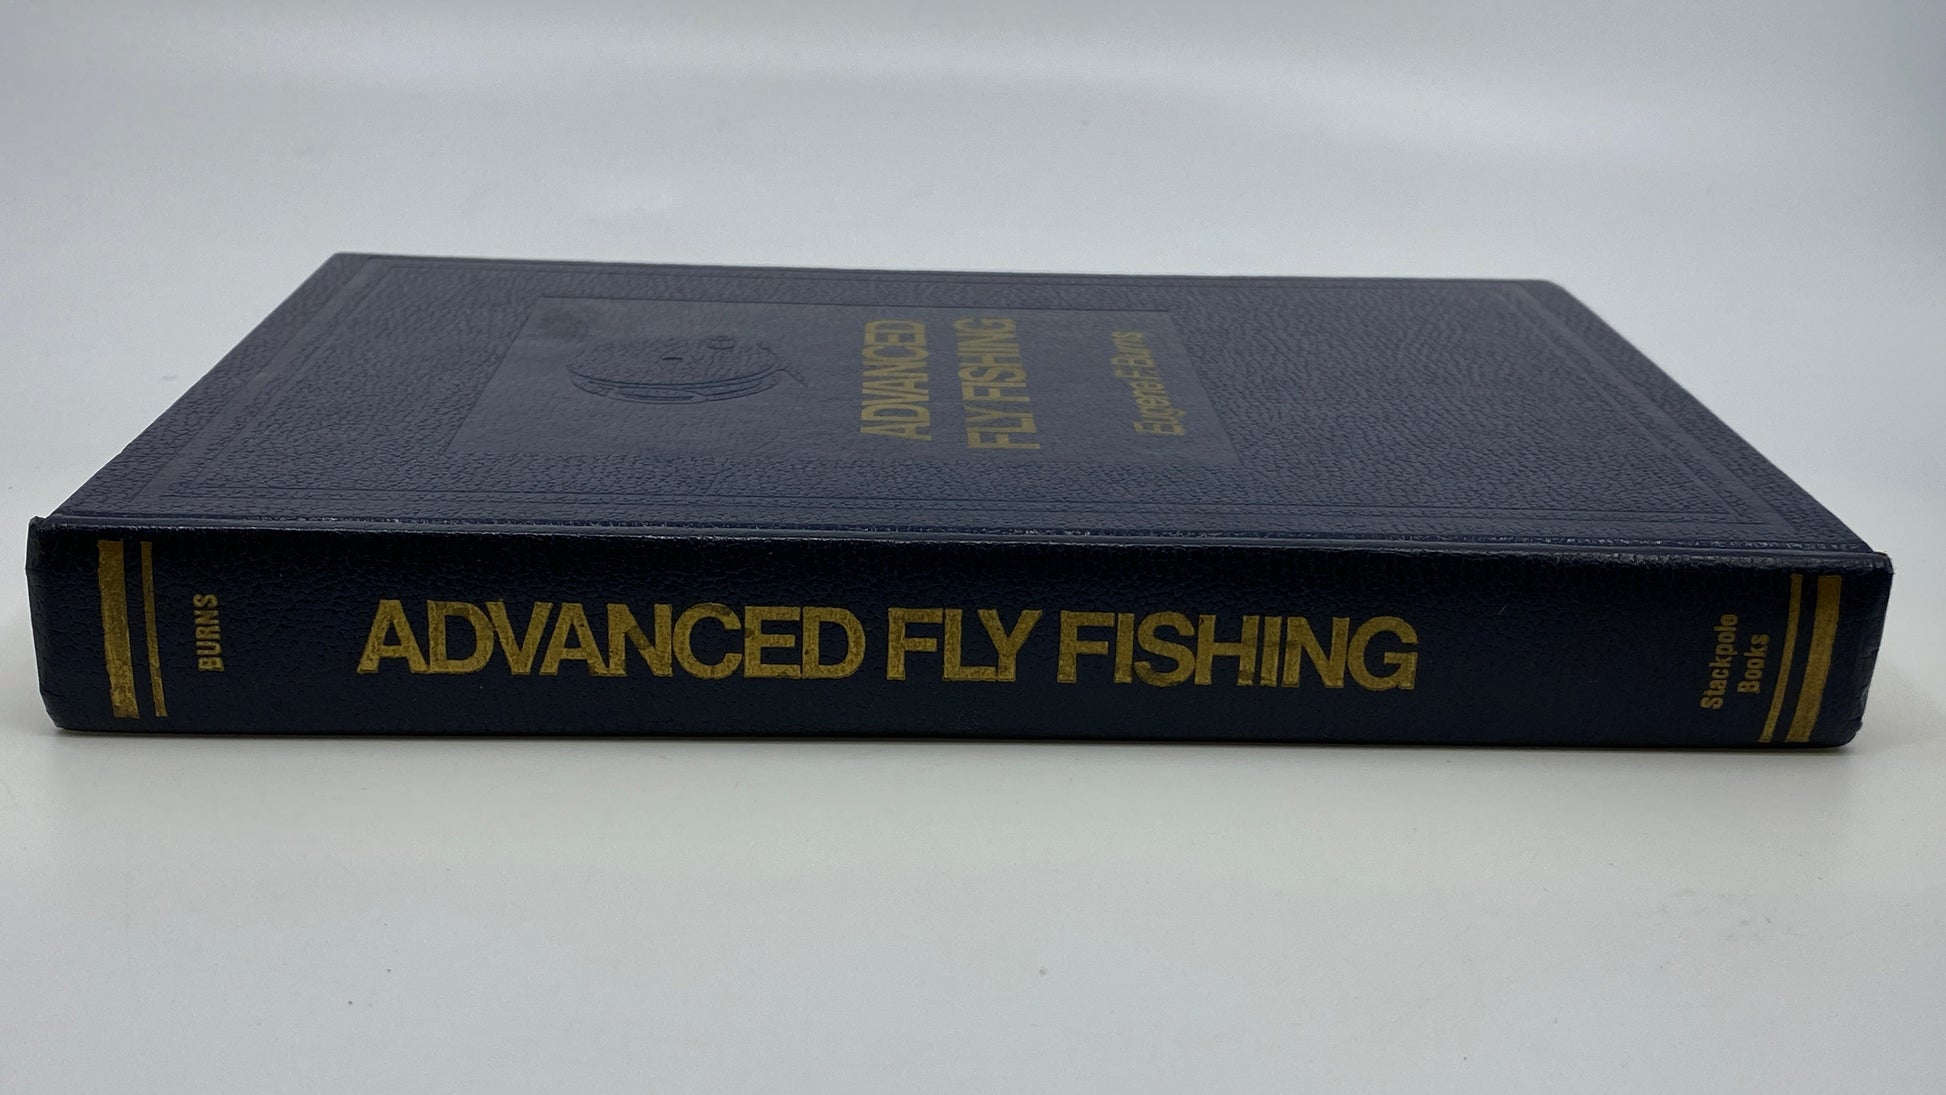 ADVANCED
FLY FISHING
Eugene F. Burns
BURNS
ADVANCED FLY FISHING
Stackpole
Books